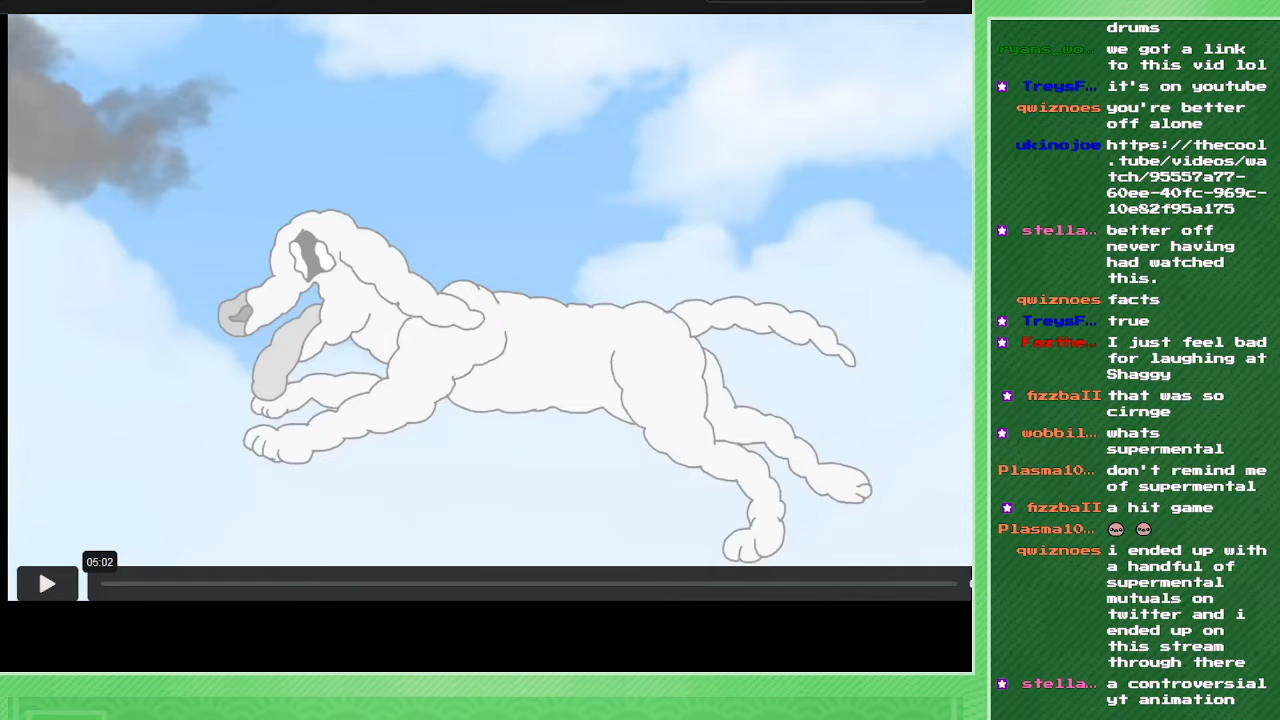 drums
ryans_wo… we got a link
to this vid lol
TreysF… it's on youtube
qwiznoes you're better
off alone
ukinojoe https://thecool
.tube/videos/wa
tch/95557a77-
60ee-40fc-969c-
10e82f95a175
stella… better off
never having
had watched
this.
qwiznoes facts
TreysF… true
Fazthe… I just feel bad
for laughing at
Shaggy
fizzbaII that was so
cirnge
wobbil… whats
supermental
Plasma10… don't remind me
of supermental
fizzbaII a hit game
Plasma10…
qwiznoes i ended up with
a handful of
supermental
mutuals on
twitter and i
ended up on
this stream
through there
stella… a controversial
yt animation
05:02